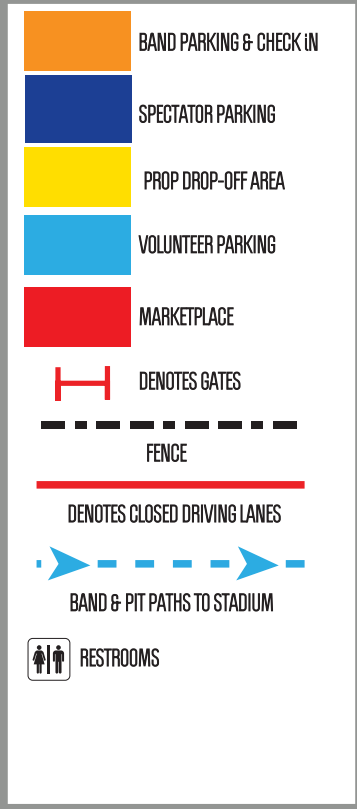 BAND PARKING & CHECK iN
SPECTATOR PARKING
PROP DROP-OFF AREA
VOLUNTEER PARKING
MARKETPLACE
DENOTES GATES
FENCE
DENOTES CLOSED DRIVING LANES
BAND & PIT PATHS TO STADIUM
RESTROOMS